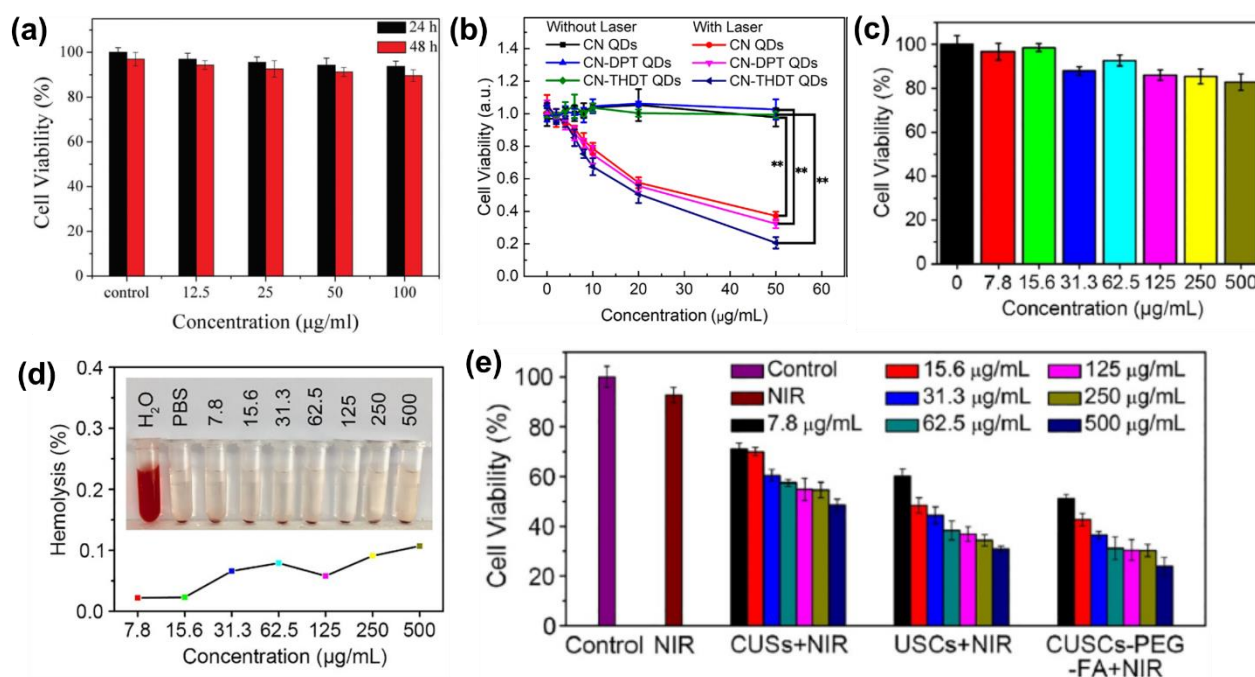 (a)
24 h
48 h
Cell Viability (%)
100
80
60
40
20
0
control 12.5 25 50 100
Concentration (μg/ml)
(b)
Without Laser With Laser
CN QDs CN QDs
CN-DPT QDs CN-DPT QDs
CN-THDT QDs CN-THDT QDs
Cell Viability (a.u.)
1.4
1.2
1.0
0.8
0.6
0.4
0.2
0.0
** ** **
0 10 20 30 40 50 60
Concentration (μg/mL)
(c)
Cell Viability (%)
100
80
60
40
20
0
0 7.8 15.6 31.3 62.5 125 250 500
Concentration (μg/mL)
(d)
Hemolysis (%)
0.4
0.3
0.2
0.1
0.0
H2O PBS 7.8 15.6 31.3 62.5 125 250 500
7.8 15.6 31.3 62.5 125 250 500
Concentration (μg/mL)
(e)
Cell Viability (%)
100
80
60
40
20
0
Control 15.6 μg/mL 125 μg/mL
NIR 31.3 μg/mL 250 μg/mL
7.8 μg/mL 62.5 μg/mL 500 μg/mL
Control NIR CUSs+NIR USCs+NIR CUSCs-PEG
-FA+NIR